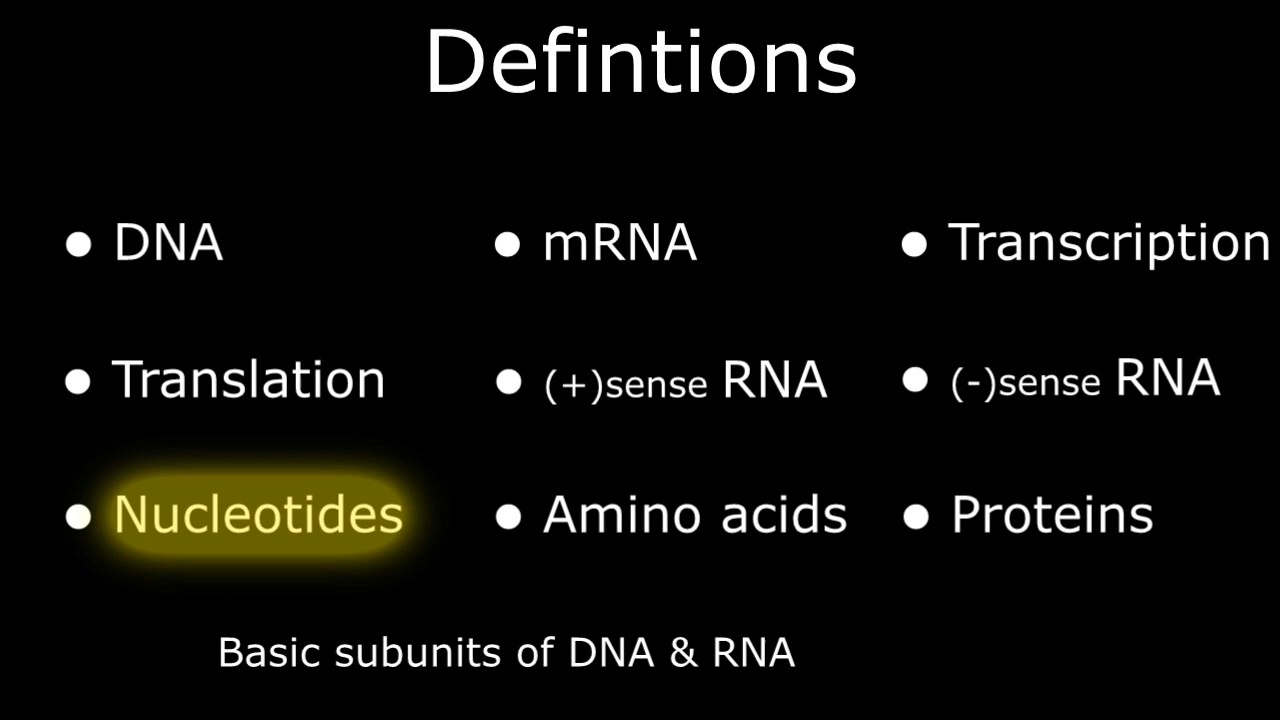 Defintions
• DNA • mRNA • Transcription
• Translation • (+)sense RNA • (-)sense RNA
• Nucleotides • Amino acids • Proteins
Basic subunits of DNA & RNA